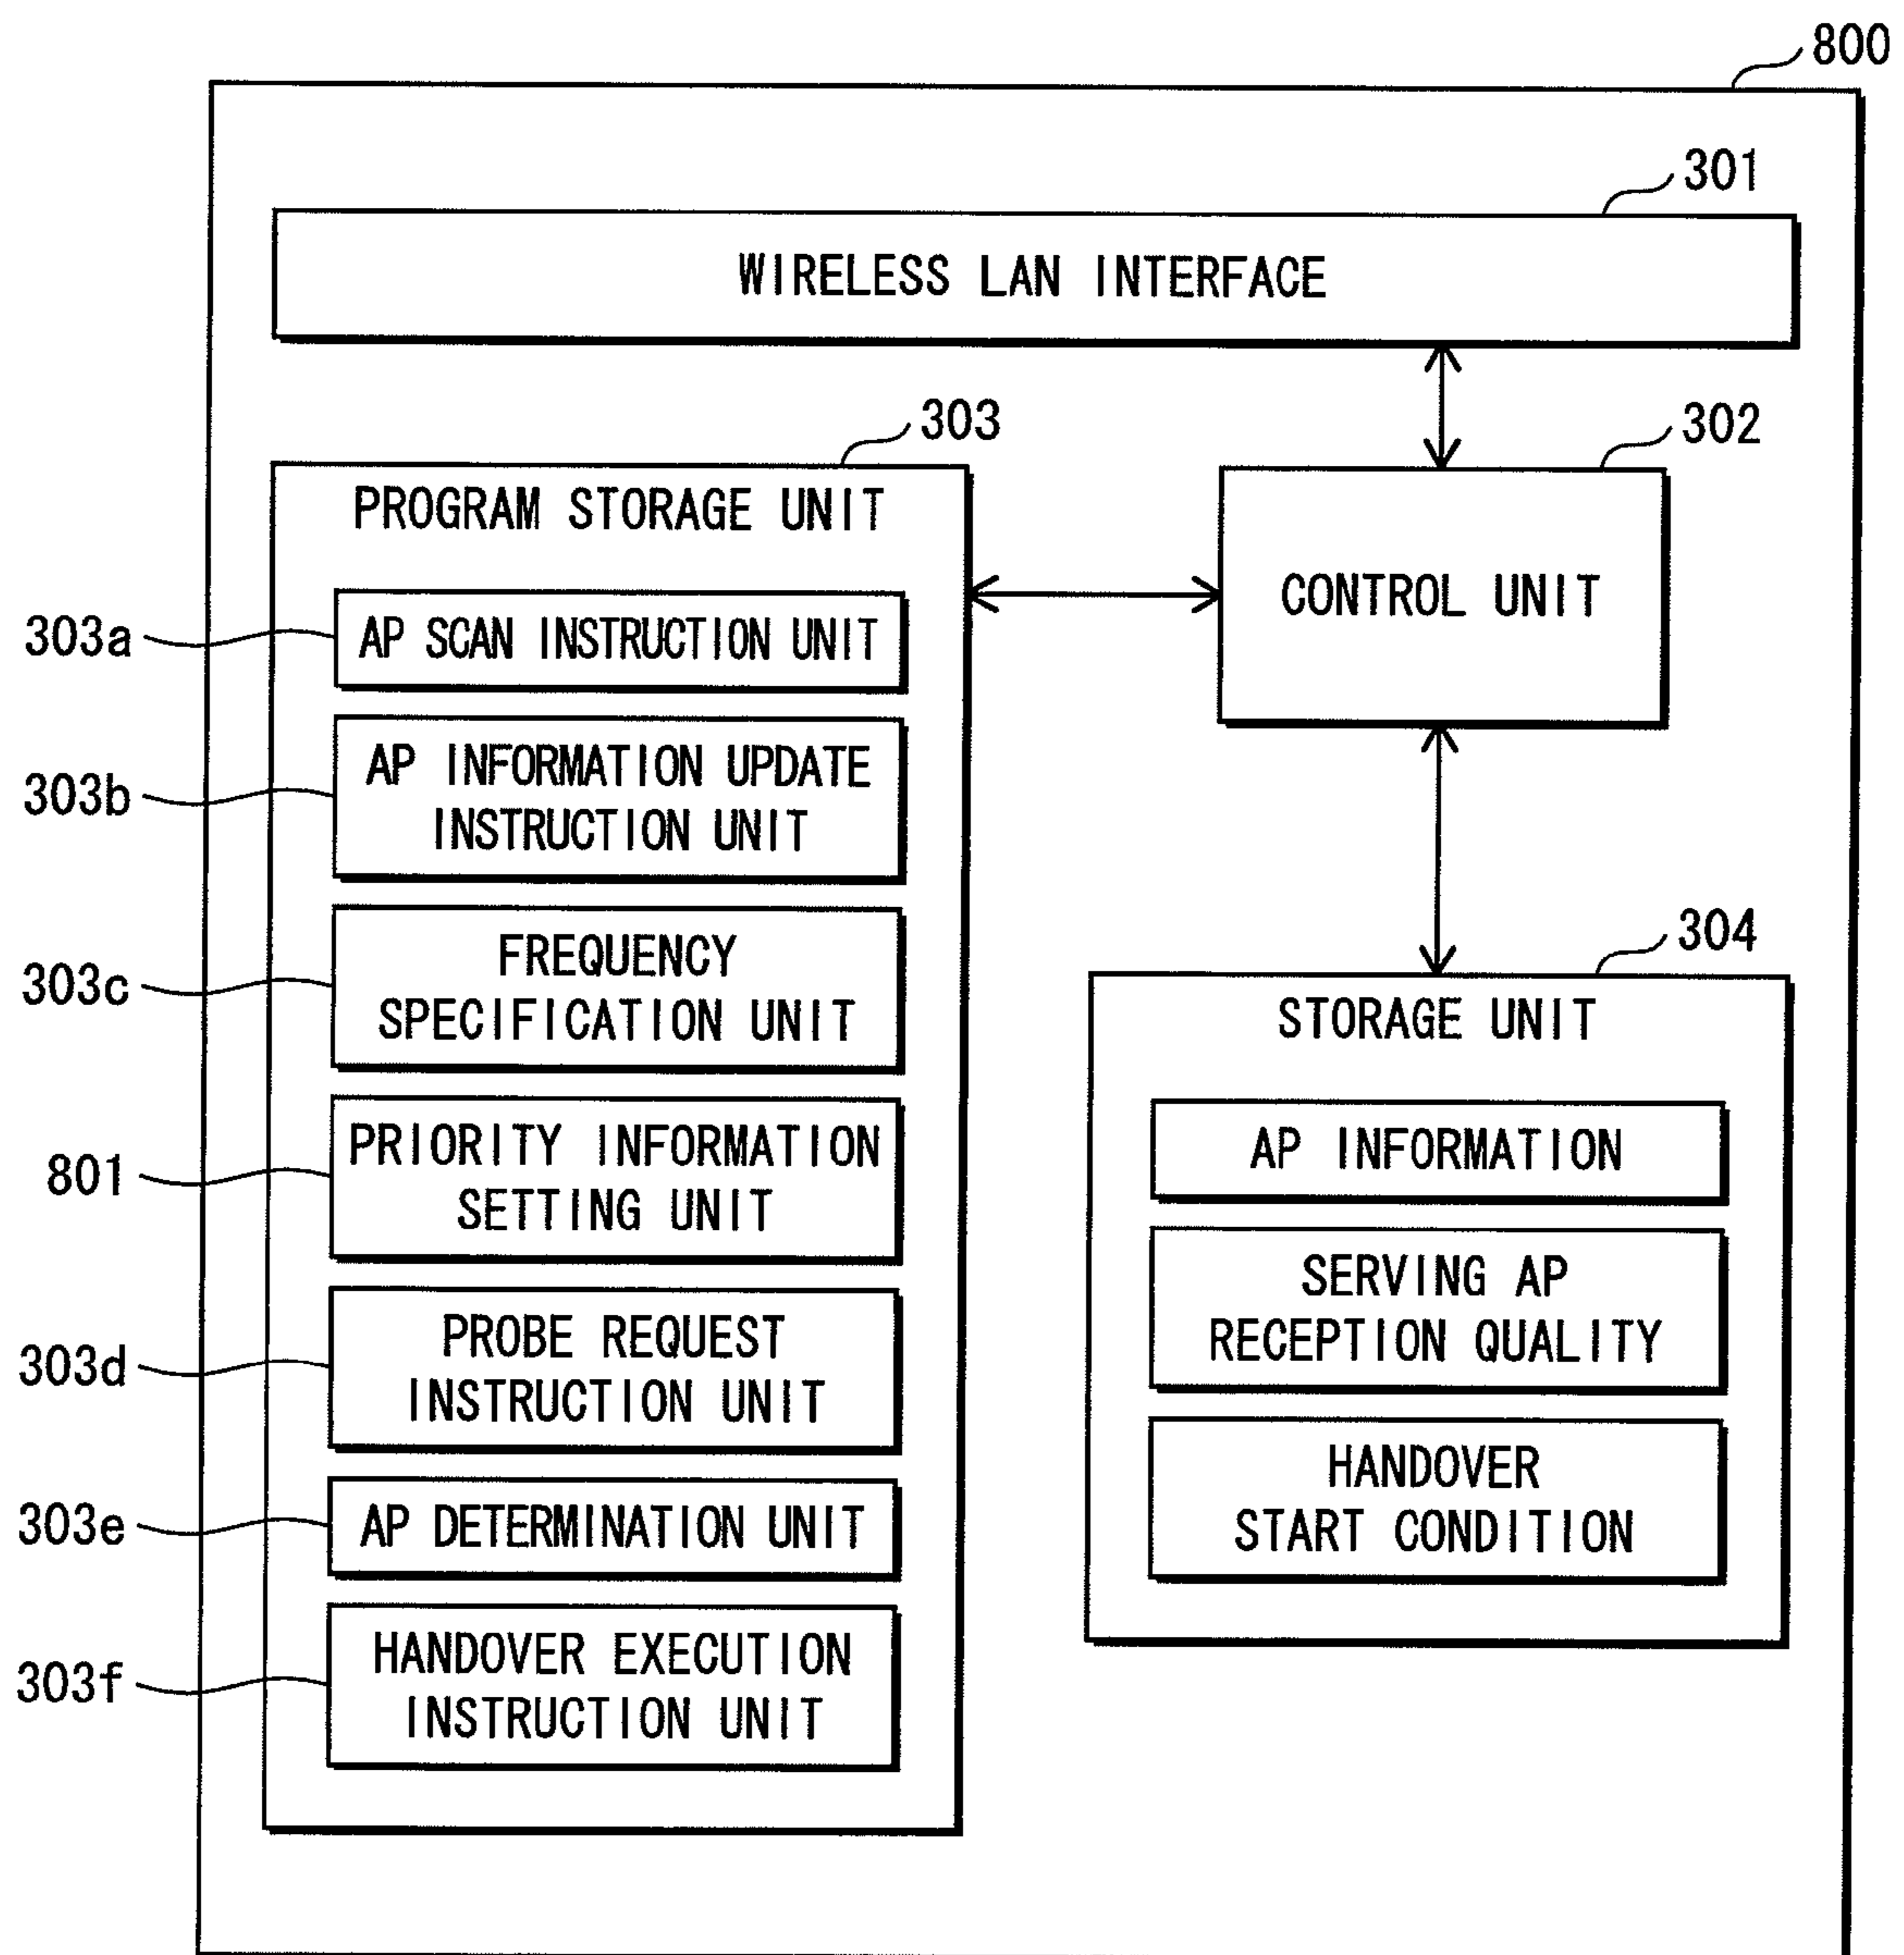 800
301
WIRELESS LAN INTERFACE
303
302
PROGRAM STORAGE UNIT
CONTROL UNIT
303a
AP SCAN INSTRUCTION UNIT
303b
AP INFORMATION UPDATE
INSTRUCTION UNIT
303c
FREQUENCY
SPECIFICATION UNIT
801
PRIORITY INFORMATION
SETTING UNIT
303d
PROBE REQUEST
INSTRUCTION UNIT
303e
AP DETERMINATION UNIT
303f
HANDOVER EXECUTION
INSTRUCTION UNIT
304
STORAGE UNIT
AP INFORMATION
SERVING AP
RECEPTION QUALITY
HANDOVER
START CONDITION